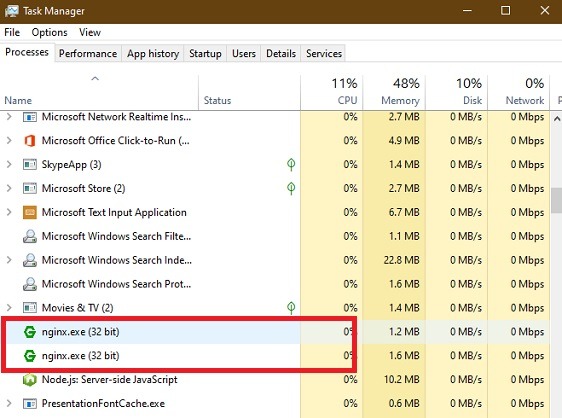 Task Manager
File Options View
Processes Performance App history Startup Users Details Services
11% 48% 10% 0%
Name Status CPU Memory Disk Network
Microsoft Network Realtime Ins... 0% 2.7 MB 0 MB/s 0 Mbps
Microsoft Office Click-to-Run (... 0% 4.9 MB 0 MB/s 0 Mbps
SkypeApp (3) 0% 1.4 MB 0 MB/s 0 Mbps
Microsoft Store (2) 0% 2.7 MB 0 MB/s 0 Mbps
Microsoft Text Input Application 0% 6.7 MB 0 MB/s 0 Mbps
Microsoft Windows Search Filte... 0% 1.1 MB 0 MB/s 0 Mbps
Microsoft Windows Search Inde... 0% 22.8 MB 0 MB/s 0 Mbps
Microsoft Windows Search Prot... 0% 1.6 MB 0 MB/s 0 Mbps
Movies & TV (2) 0% 1.4 MB 0 MB/s 0 Mbps
nginx.exe (32 bit) 0% 1.2 MB 0 MB/s 0 Mbps
nginx.exe (32 bit) 0% 1.6 MB 0 MB/s 0 Mbps
Node.js: Server-side JavaScript 0% 10.2 MB 0 MB/s 0 Mbps
PresentationFontCache.exe 0% 0.6 MB 0 MB/s 0 Mbps